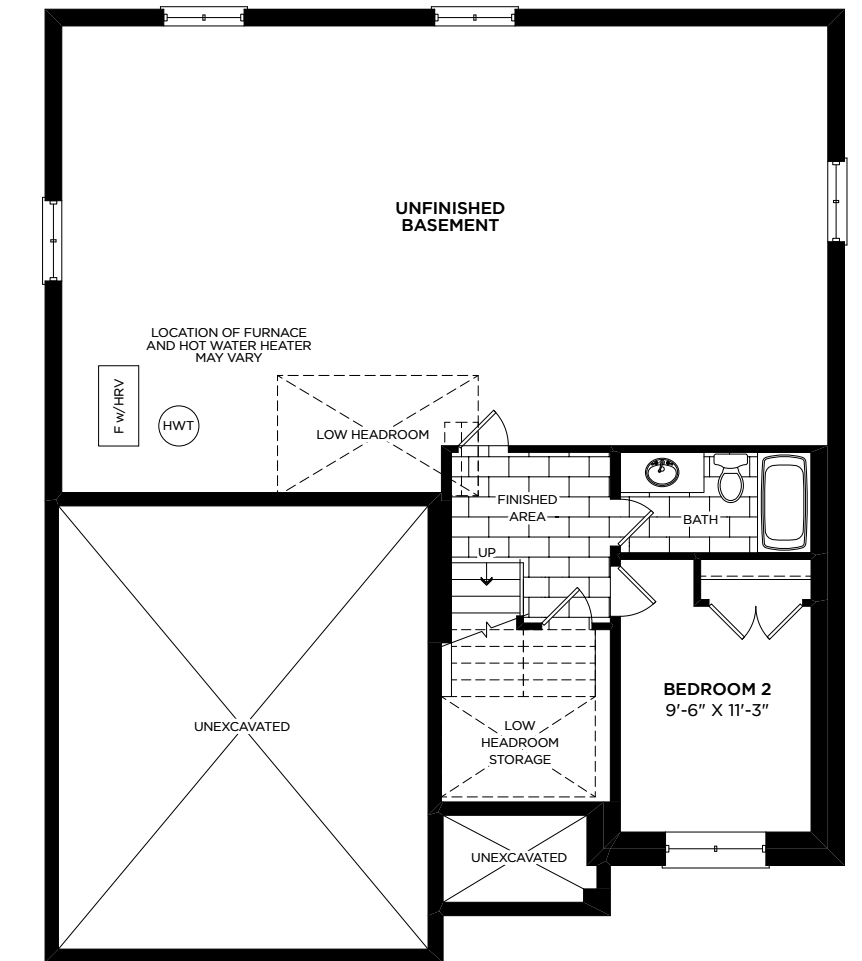 UNFINISHED
BASEMENT
LOCATION OF FURNACE
AND HOT WATER HEATER
MAY VARY
F w/HRV
HWT
LOW HEADROOM
FINISHED
AREA
BATH
UP
BEDROOM 2
9'-6" X 11'-3"
UNEXCAVATED
LOW
HEADROOM
STORAGE
UNEXCAVATED